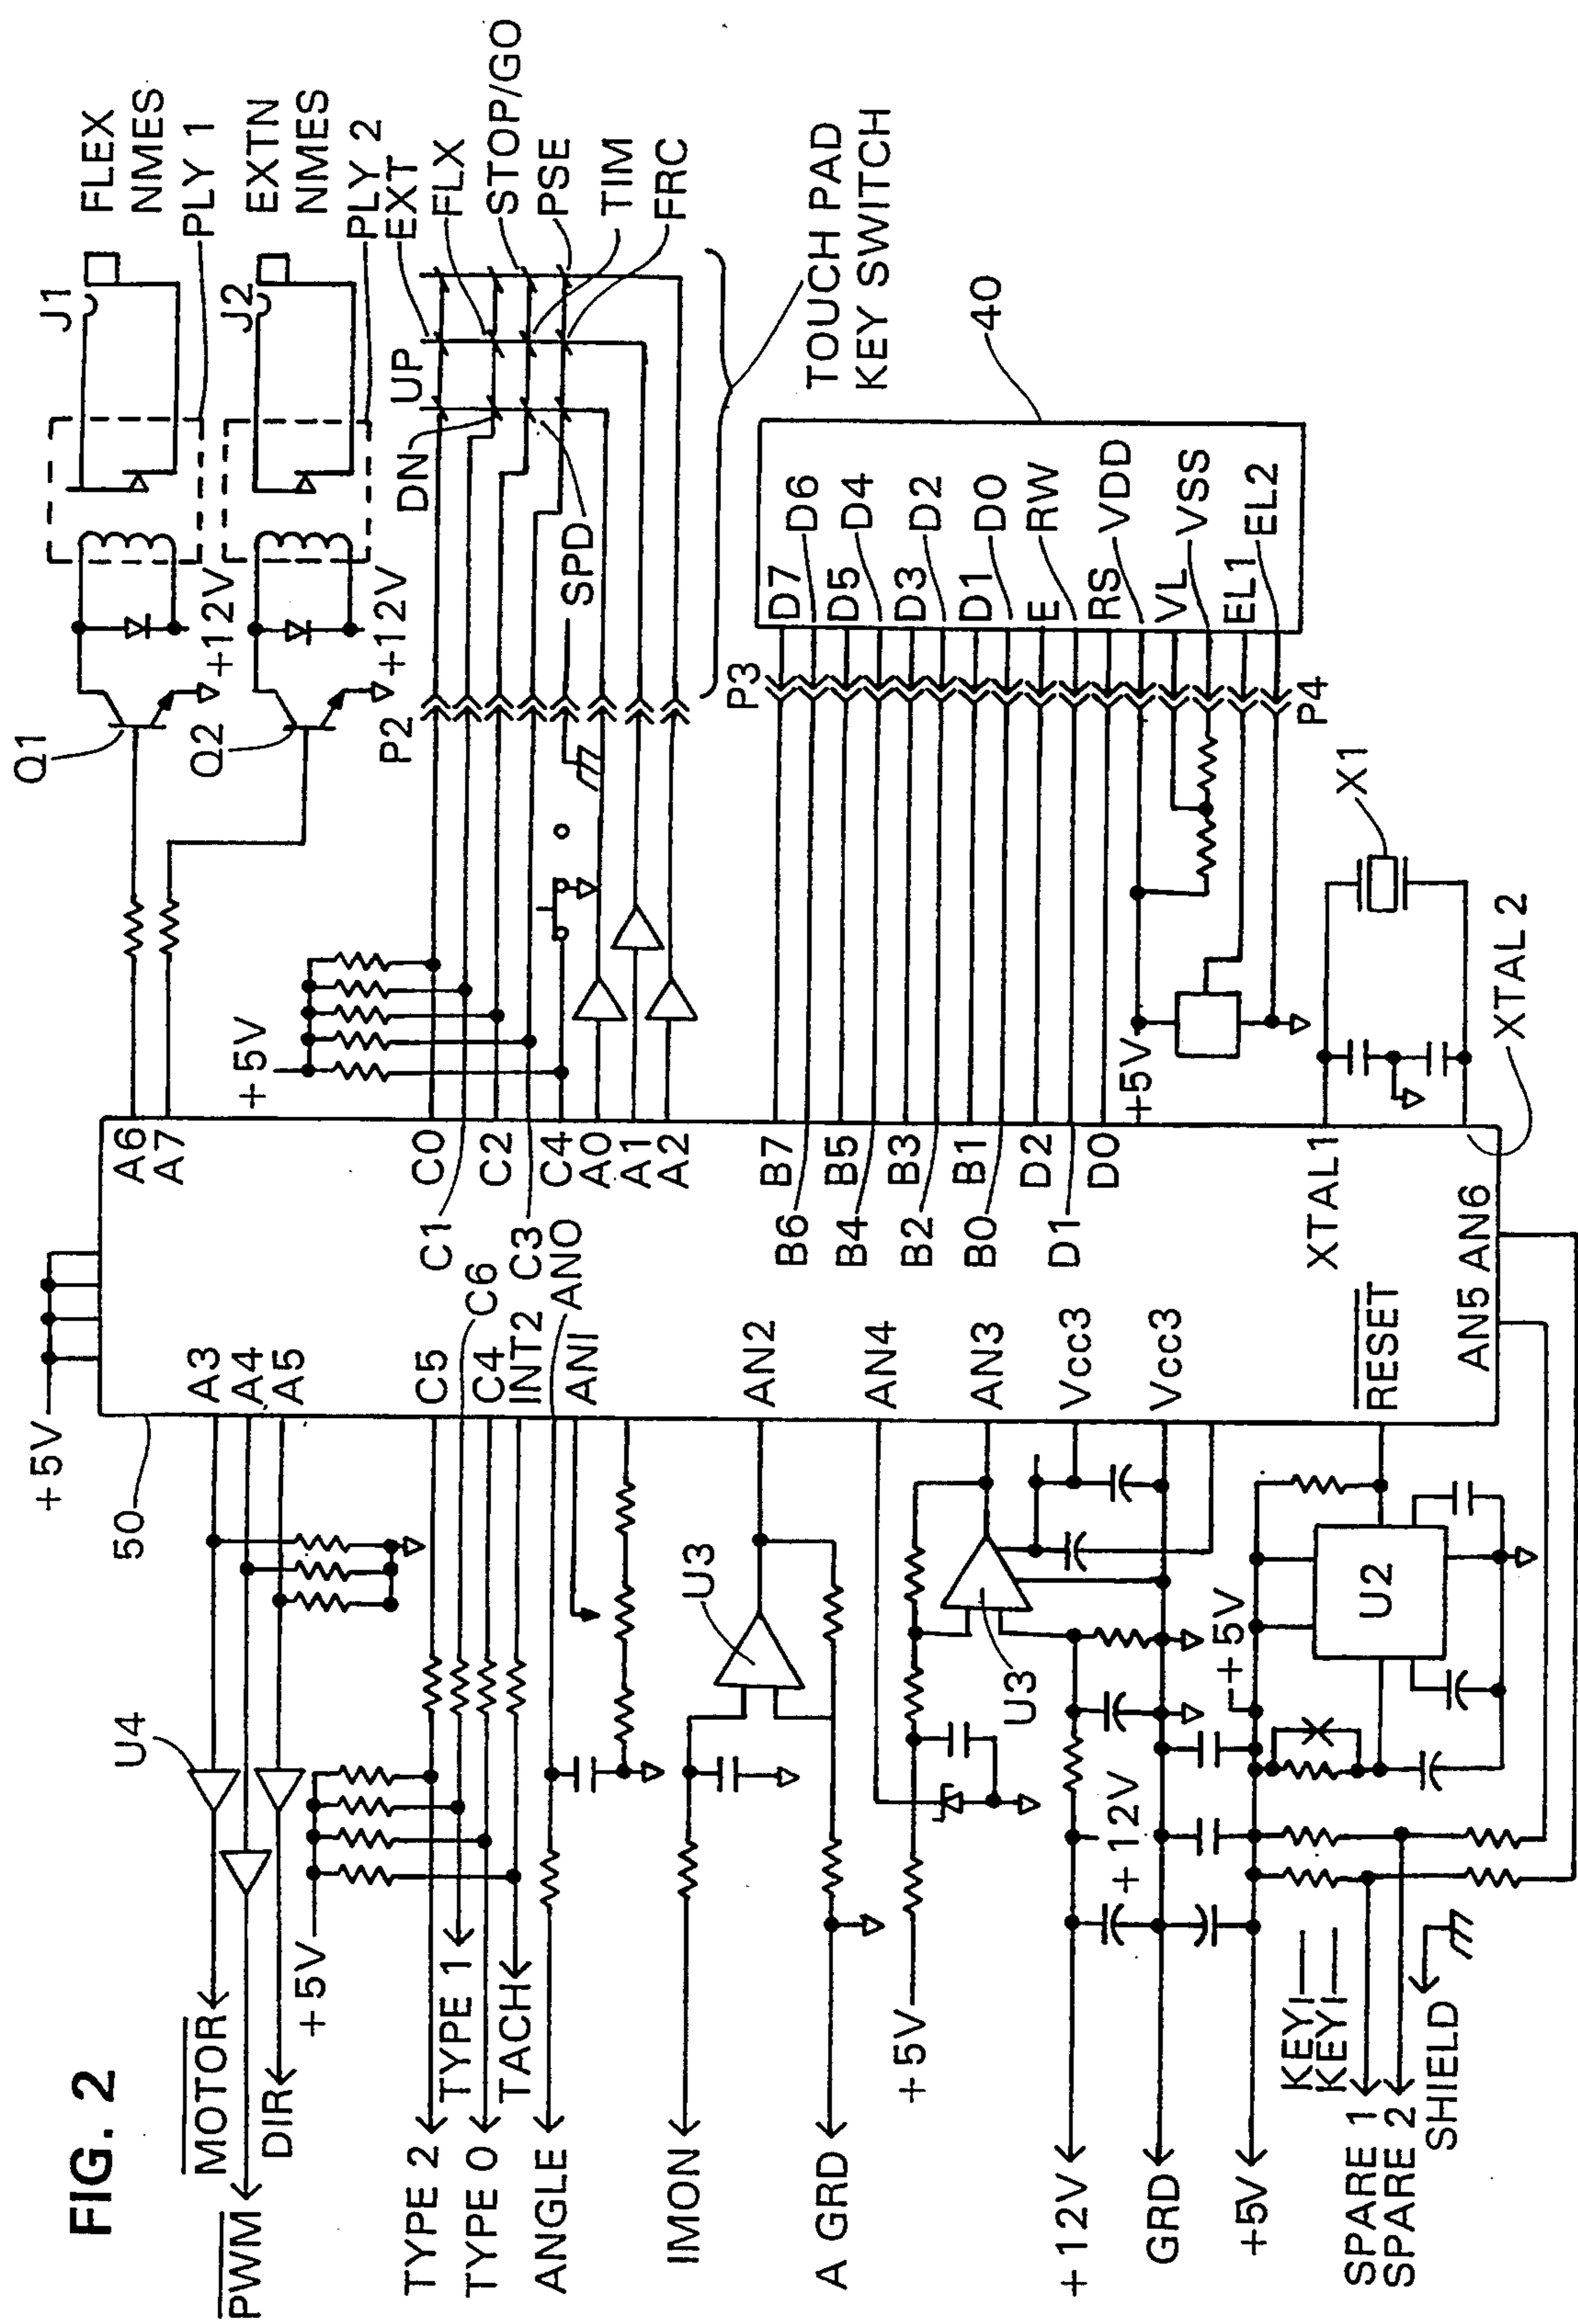 FIG. 2
+5V
50
A3
A4
A5
U4
MOTOR
PWM
DIR
+5V
C5
C6
C4
INT2
ANI
ANO
TYPE 2
TYPE 1
TYPE 0
TACH
ANGLE
AN2
U3
IMON
A GRD
AN4
AN3
U3
+5V
Vcc3
Vcc3
+12V
+12V
GRD
+5V
+5V
RESET
U2
KEY1
KEY1
SPARE 1
SPARE 2
SHIELD
AN5
AN6
A6
A7
Q1
Q2
+12V
+12V
J1
J2
FLEX
NMES
PLY 1
EXTN
NMES
PLY 2
+5V
C0
C1
C2
C3
C4
A0
A1
A2
P2
DN
UP
EXT
FLX
STOP/GO
PSE
TIM
FRC
SPD
TOUCH PAD
KEY SWITCH
40
P3
D7
D6
D5
D4
D3
D2
D1
D0
E
RW
RS
VDD
VL
VSS
EL1
EL2
P4
B7
B6
B5
B4
B3
B2
B1
B0
D2
D1
D0
+5V
XTAL1
XTAL 2
X1